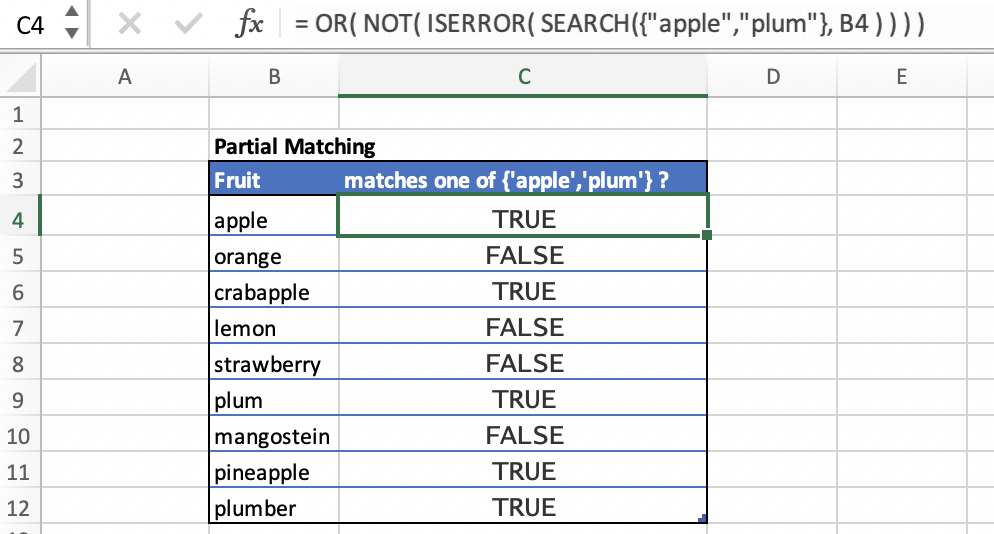 C4 fx = OR( NOT( ISERROR( SEARCH({"apple","plum"}, B4 ) ) ) )
A B C D E
1
2 Partial Matching
3 Fruit matches one of {'apple','plum'} ?
4 apple TRUE
5 orange FALSE
6 crabapple TRUE
7 lemon FALSE
8 strawberry FALSE
9 plum TRUE
10 mangostein FALSE
11 pineapple TRUE
12 plumber TRUE